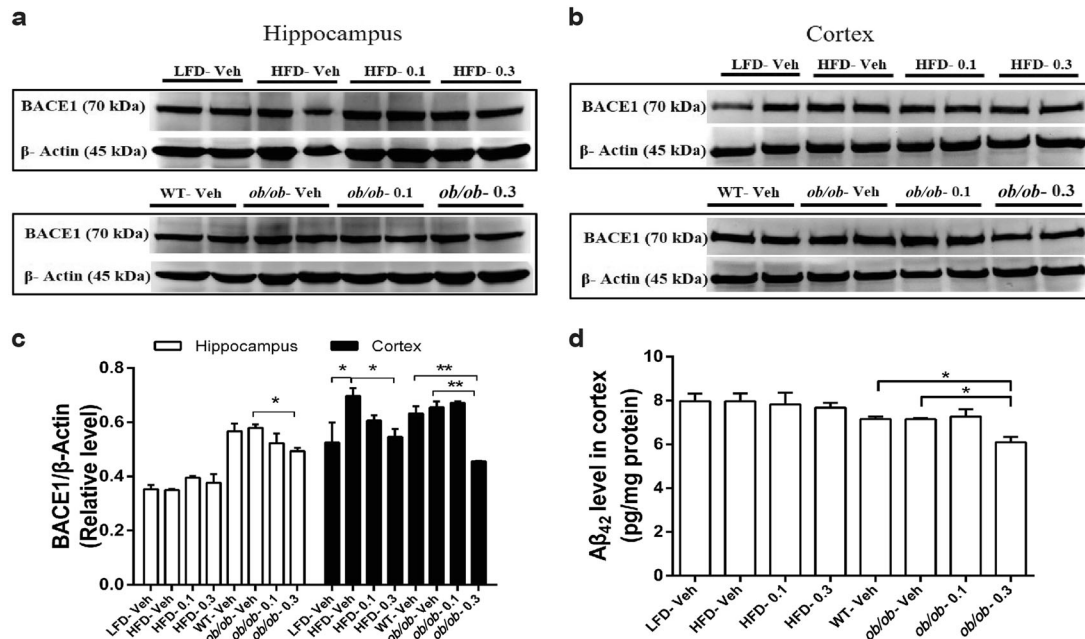 a
Hippocampus
LFD- Veh HFD- Veh HFD- 0.1 HFD- 0.3
BACE1 (70 kDa)
β- Actin (45 kDa)
WT- Veh ob/ob- Veh ob/ob- 0.1 ob/ob- 0.3
BACE1 (70 kDa)
β- Actin (45 kDa)
b
Cortex
LFD- Veh HFD- Veh HFD- 0.1 HFD- 0.3
BACE1 (70 kDa)
β- Actin (45 kDa)
WT- Veh ob/ob- Veh ob/ob- 0.1 ob/ob- 0.3
BACE1 (70 kDa)
β- Actin (45 kDa)
c
Hippocampus Cortex
BACE1/β-Actin
(Relative level)
0.8
0.6
0.4
0.2
0.0
* * * ** **
LFD- Veh
HFD- Veh
HFD- 0.1
HFD- 0.3
WT- Veh
ob/ob- Veh
ob/ob- 0.1
ob/ob- 0.3
LFD- Veh
HFD- Veh
HFD- 0.1
HFD- 0.3
WT- Veh
ob/ob- Veh
ob/ob- 0.1
ob/ob- 0.3
d
Aβ42 level in cortex
(pg/mg protein)
10
8
6
4
2
0
*
*
LFD- Veh
HFD- Veh
HFD- 0.1
HFD- 0.3
WT- Veh
ob/ob- Veh
ob/ob- 0.1
ob/ob- 0.3